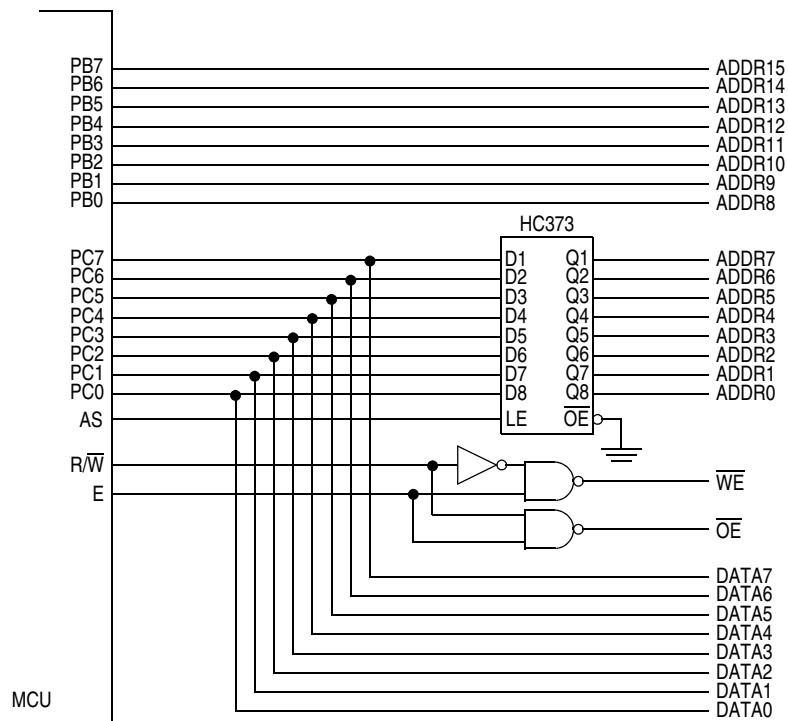 PB7 ADDR15
PB6 ADDR14
PB5 ADDR13
PB4 ADDR12
PB3 ADDR11
PB2 ADDR10
PB1 ADDR9
PB0 ADDR8
HC373
PC7 D1 Q1 ADDR7
PC6 D2 Q2 ADDR6
PC5 D3 Q3 ADDR5
PC4 D4 Q4 ADDR4
PC3 D5 Q5 ADDR3
PC2 D6 Q6 ADDR2
PC1 D7 Q7 ADDR1
PC0 D8 Q8 ADDR0
AS LE O̅E̅
R/W̅ W̅E̅
E
O̅E̅
DATA7
DATA6
DATA5
DATA4
DATA3
DATA2
DATA1
DATA0
MCU